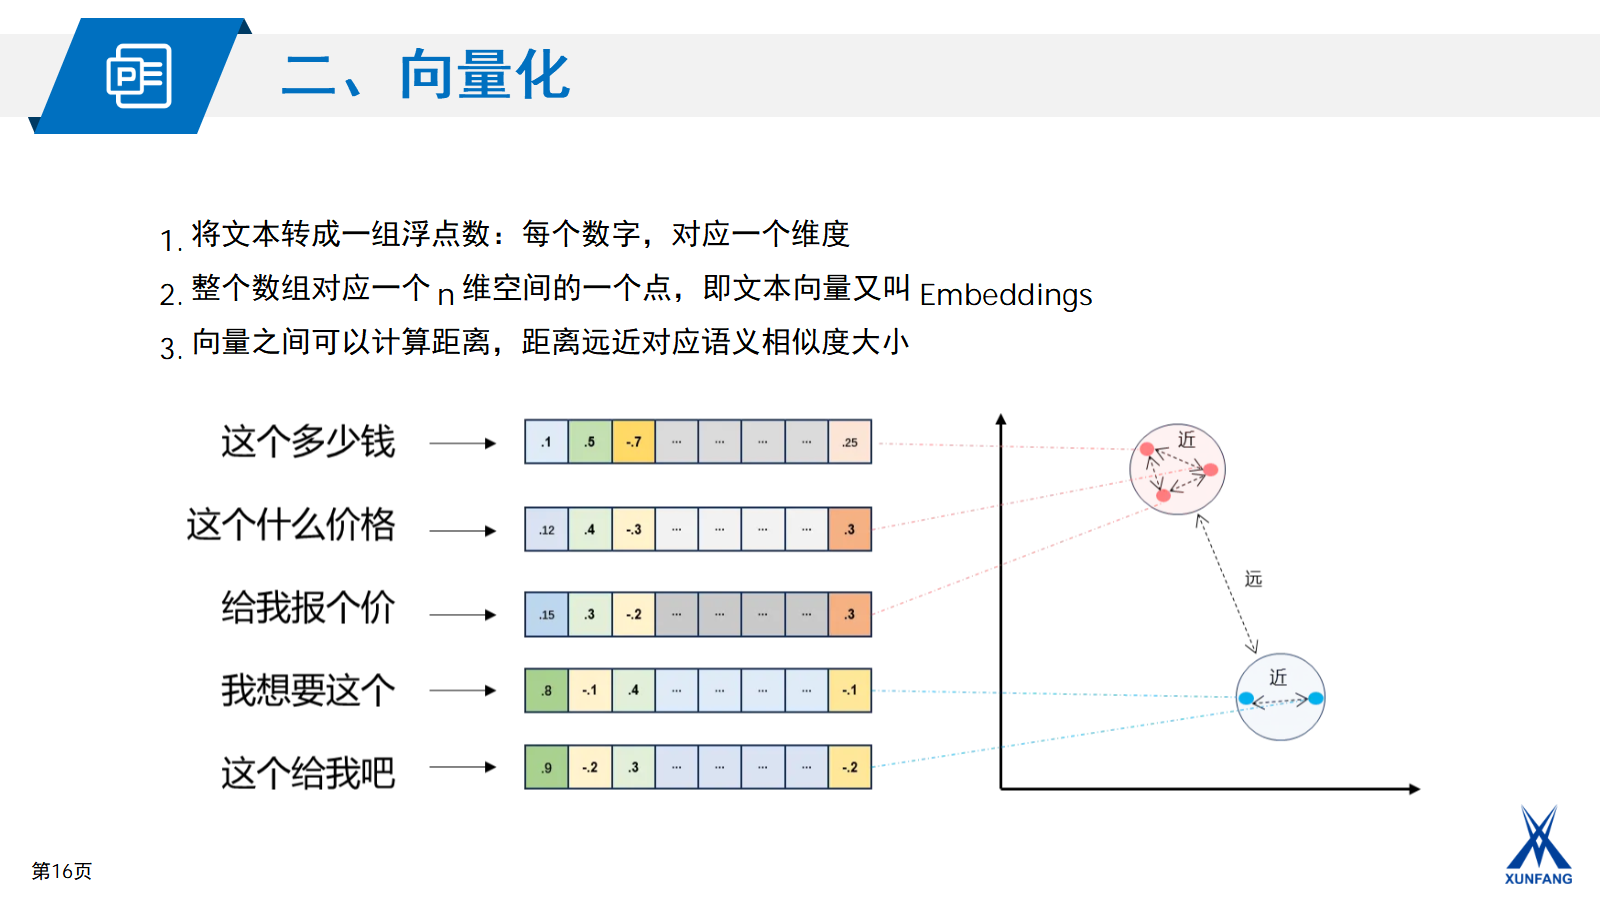 二、向量化
1. 将文本转成一组浮点数：每个数字，对应一个维度
2. 整个数组对应一个 n 维空间的一个点，即文本向量又叫 Embeddings
3. 向量之间可以计算距离，距离远近对应语义相似度大小
这个多少钱 .1 .5 -.7 ... ... ... ... .25
这个什么价格 .12 .4 -.3 ... ... ... ... .3
给我报个价 .15 .3 -.2 ... ... ... ... .3
我想要这个 .8 -.1 .4 ... ... ... ... -.1
这个给我吧 .9 -.2 .3 ... ... ... ... -.2
近
远
近
第16页
XUNFANG